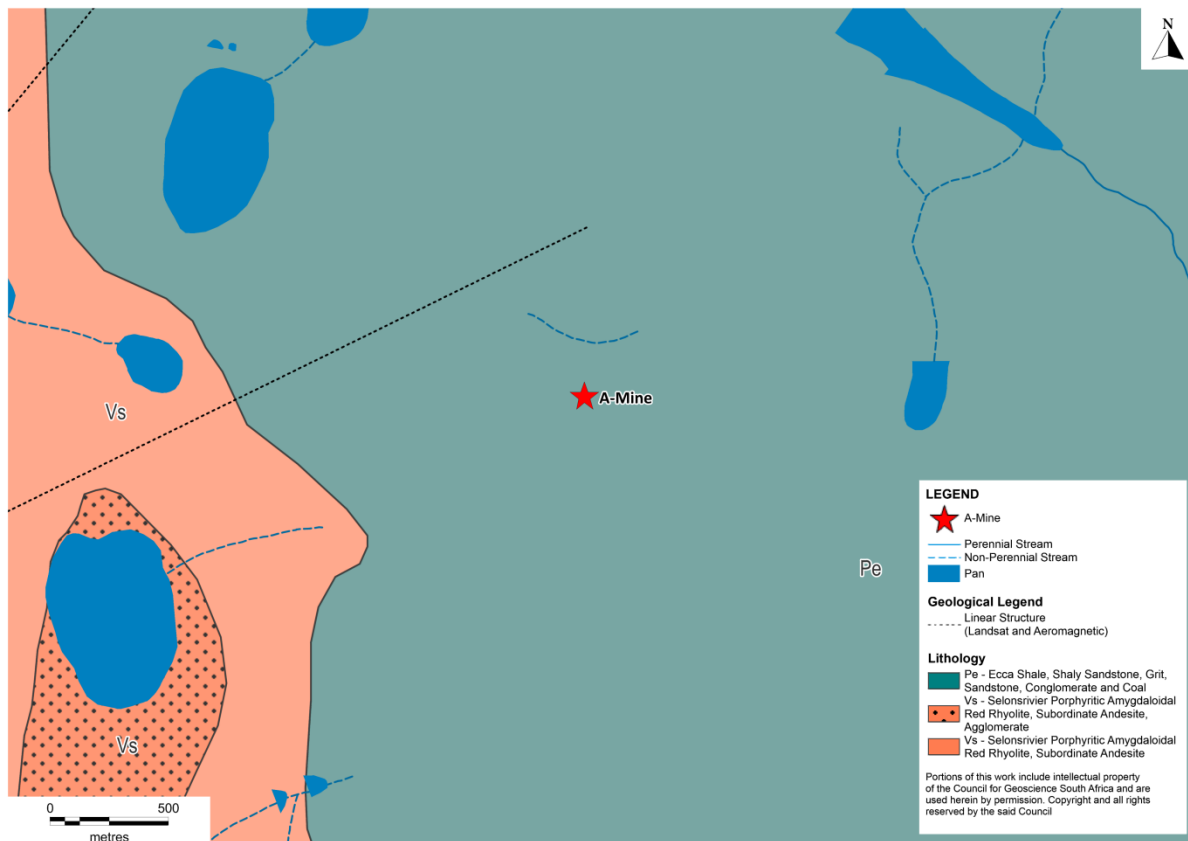 N
A-Mine
Vs
Pe
Vs
0 500
metres
LEGEND
A-Mine
Perennial Stream
Non-Perennial Stream
Pan
Geological Legend
Linear Structure
(Landsat and Aeromagnetic)
Lithology
Pe - Ecca Shale, Shaly Sandstone, Grit,
Sandstone, Conglomerate and Coal
Vs - Selonsrivier Porphyritic Amygdaloidal
Red Rhyolite, Subordinate Andesite,
Agglomerate
Vs - Selonsrivier Porphyritic Amygdaloidal
Red Rhyolite, Subordinate Andesite
Portions of this work include intellectual property
of the Council for Geoscience South Africa and are
used herein by permission. Copyright and all rights
reserved by the said Council